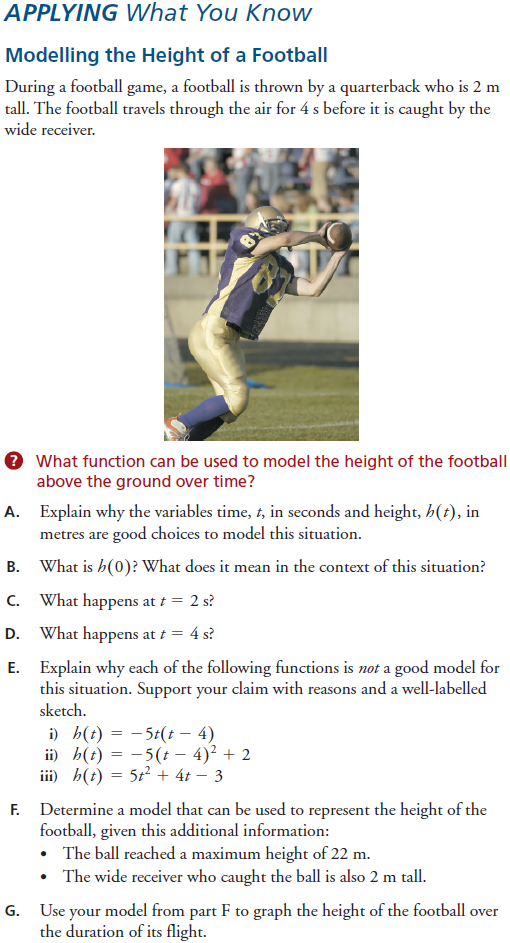 APPLYING What You Know
Modelling the Height of a Football
During a football game, a football is thrown by a quarterback who is 2 m
tall. The football travels through the air for 4 s before it is caught by the
wide receiver.
87
? What function can be used to model the height of the football
above the ground over time?
A. Explain why the variables time, t, in seconds and height, h(t), in
metres are good choices to model this situation.
B. What is h(0)? What does it mean in the context of this situation?
C. What happens at t = 2 s?
D. What happens at t = 4 s?
E. Explain why each of the following functions is not a good model for
this situation. Support your claim with reasons and a well-labelled
sketch.
i) h(t) = −5t(t − 4)
ii) h(t) = −5(t − 4)² + 2
iii) h(t) = 5t² + 4t − 3
F. Determine a model that can be used to represent the height of the
football, given this additional information:
• The ball reached a maximum height of 22 m.
• The wide receiver who caught the ball is also 2 m tall.
G. Use your model from part F to graph the height of the football over
the duration of its flight.